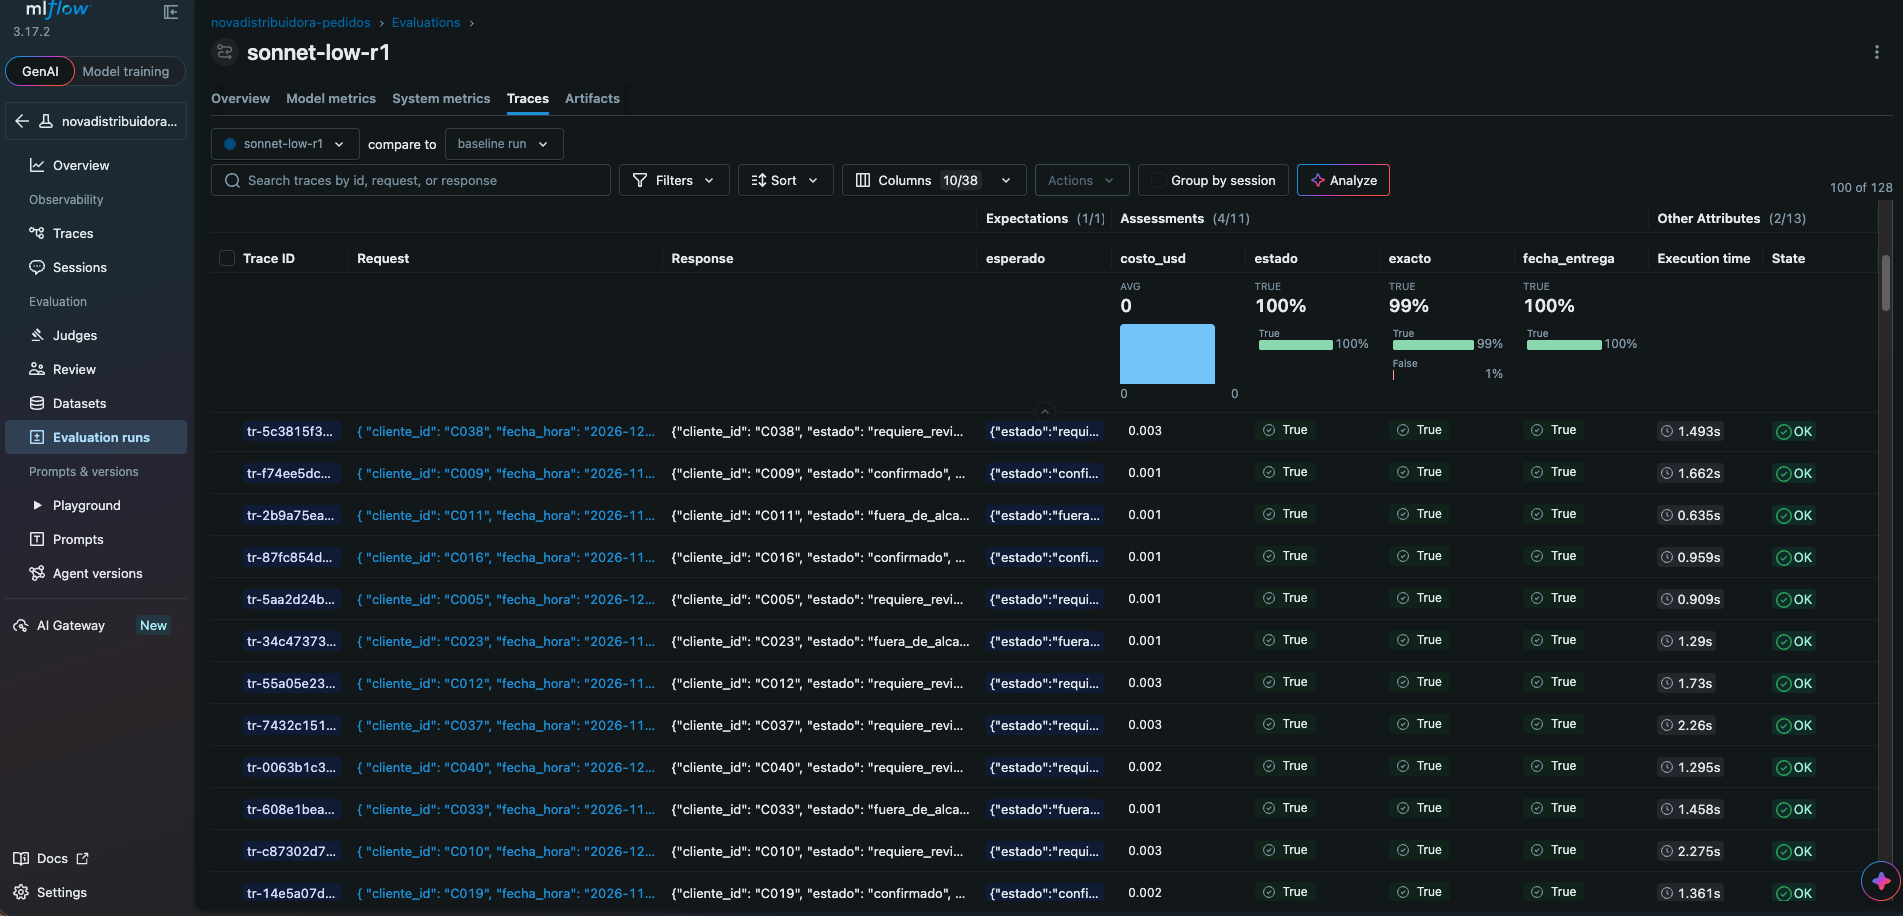 mlflow
3.17.2
GenAI
Model training
novadistribuidora...
Overview
Observability
Traces
Sessions
Evaluation
Judges
Review
Datasets
Evaluation runs
Prompts & versions
Playground
Prompts
Agent versions
AI Gateway
New
Docs
Settings
novadistribuidora-pedidos › Evaluations ›
sonnet-low-r1
Overview Model metrics System metrics Traces Artifacts
sonnet-low-r1 compare to baseline run
Search traces by id, request, or response Filters Sort Columns 10/38 Actions Group by session Analyze 100 of 128
Expectations (1/1) Assessments (4/11) Other Attributes (2/13)
Trace ID Request Response esperado costo_usd estado exacto fecha_entrega Execution time State
AVG TRUE TRUE TRUE
0 100% 99% 100%
True 100% True 99% True 100%
False 1%
0 0
tr-5c3815f3... { "cliente_id": "C038", "fecha_hora": "2026-12... {"cliente_id": "C038", "estado": "requiere_revi... {"estado":"requi... 0.003 True True True 1.493s OK
tr-f74ee5dc... { "cliente_id": "C009", "fecha_hora": "2026-11... {"cliente_id": "C009", "estado": "confirmado", ... {"estado":"confi... 0.001 True True True 1.662s OK
tr-2b9a75ea... { "cliente_id": "C011", "fecha_hora": "2026-11... {"cliente_id": "C011", "estado": "fuera_de_alca... {"estado":"fuera... 0.001 True True True 0.635s OK
tr-87fc854d... { "cliente_id": "C016", "fecha_hora": "2026-11... {"cliente_id": "C016", "estado": "confirmado", ... {"estado":"confi... 0.001 True True True 0.959s OK
tr-5aa2d24b... { "cliente_id": "C005", "fecha_hora": "2026-12... {"cliente_id": "C005", "estado": "requiere_revi... {"estado":"requi... 0.001 True True True 0.909s OK
tr-34c47373... { "cliente_id": "C023", "fecha_hora": "2026-11... {"cliente_id": "C023", "estado": "fuera_de_alca... {"estado":"fuera... 0.001 True True True 1.29s OK
tr-55a05e23... { "cliente_id": "C012", "fecha_hora": "2026-11... {"cliente_id": "C012", "estado": "requiere_revi... {"estado":"requi... 0.003 True True True 1.73s OK
tr-7432c151... { "cliente_id": "C037", "fecha_hora": "2026-11... {"cliente_id": "C037", "estado": "requiere_revi... {"estado":"requi... 0.003 True True True 2.26s OK
tr-0063b1c3... { "cliente_id": "C040", "fecha_hora": "2026-12... {"cliente_id": "C040", "estado": "requiere_revi... {"estado":"requi... 0.002 True True True 1.295s OK
tr-608e1bea... { "cliente_id": "C033", "fecha_hora": "2026-11... {"cliente_id": "C033", "estado": "fuera_de_alca... {"estado":"fuera... 0.001 True True True 1.458s OK
tr-c87302d7... { "cliente_id": "C010", "fecha_hora": "2026-12... {"cliente_id": "C010", "estado": "requiere_revi... {"estado":"requi... 0.003 True True True 2.275s OK
tr-14e5a07d... { "cliente_id": "C019", "fecha_hora": "2026-11... {"cliente_id": "C019", "estado": "confirmado", ... {"estado":"confi... 0.002 True True True 1.361s OK